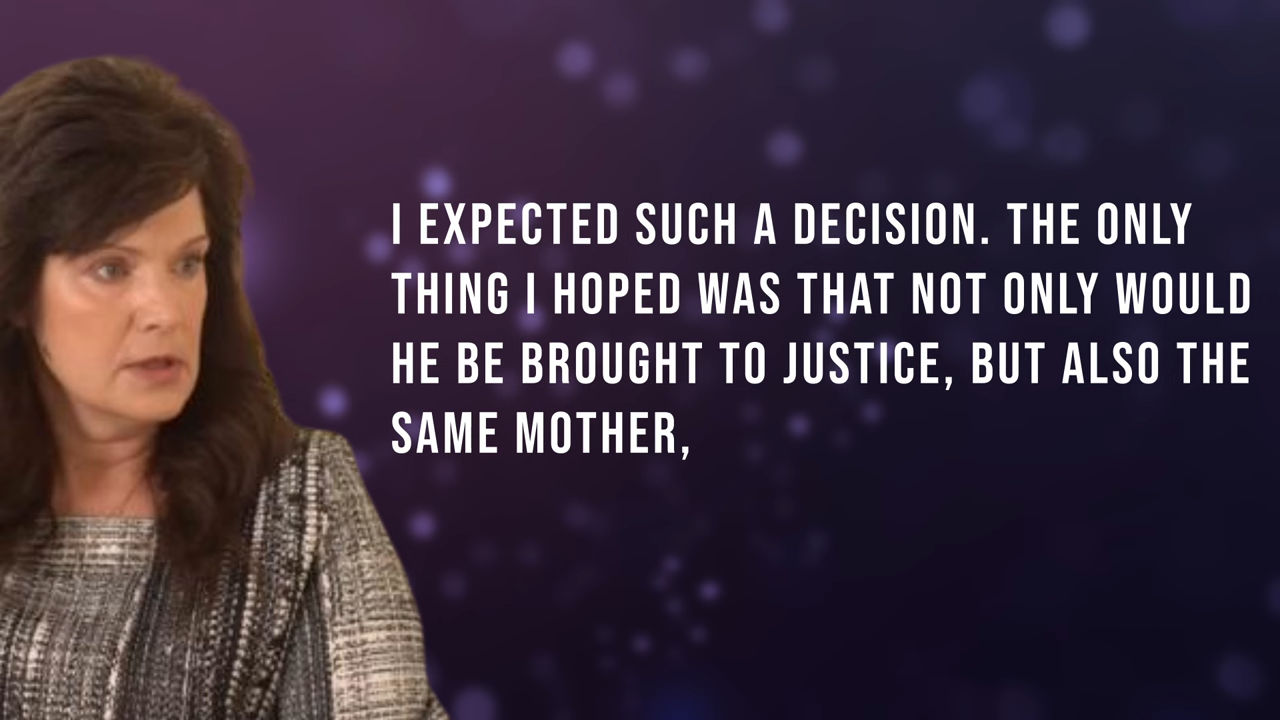 I EXPECTED SUCH A DECISION. THE ONLY
THING I HOPED WAS THAT NOT ONLY WOULD
HE BE BROUGHT TO JUSTICE, BUT ALSO THE
SAME MOTHER,